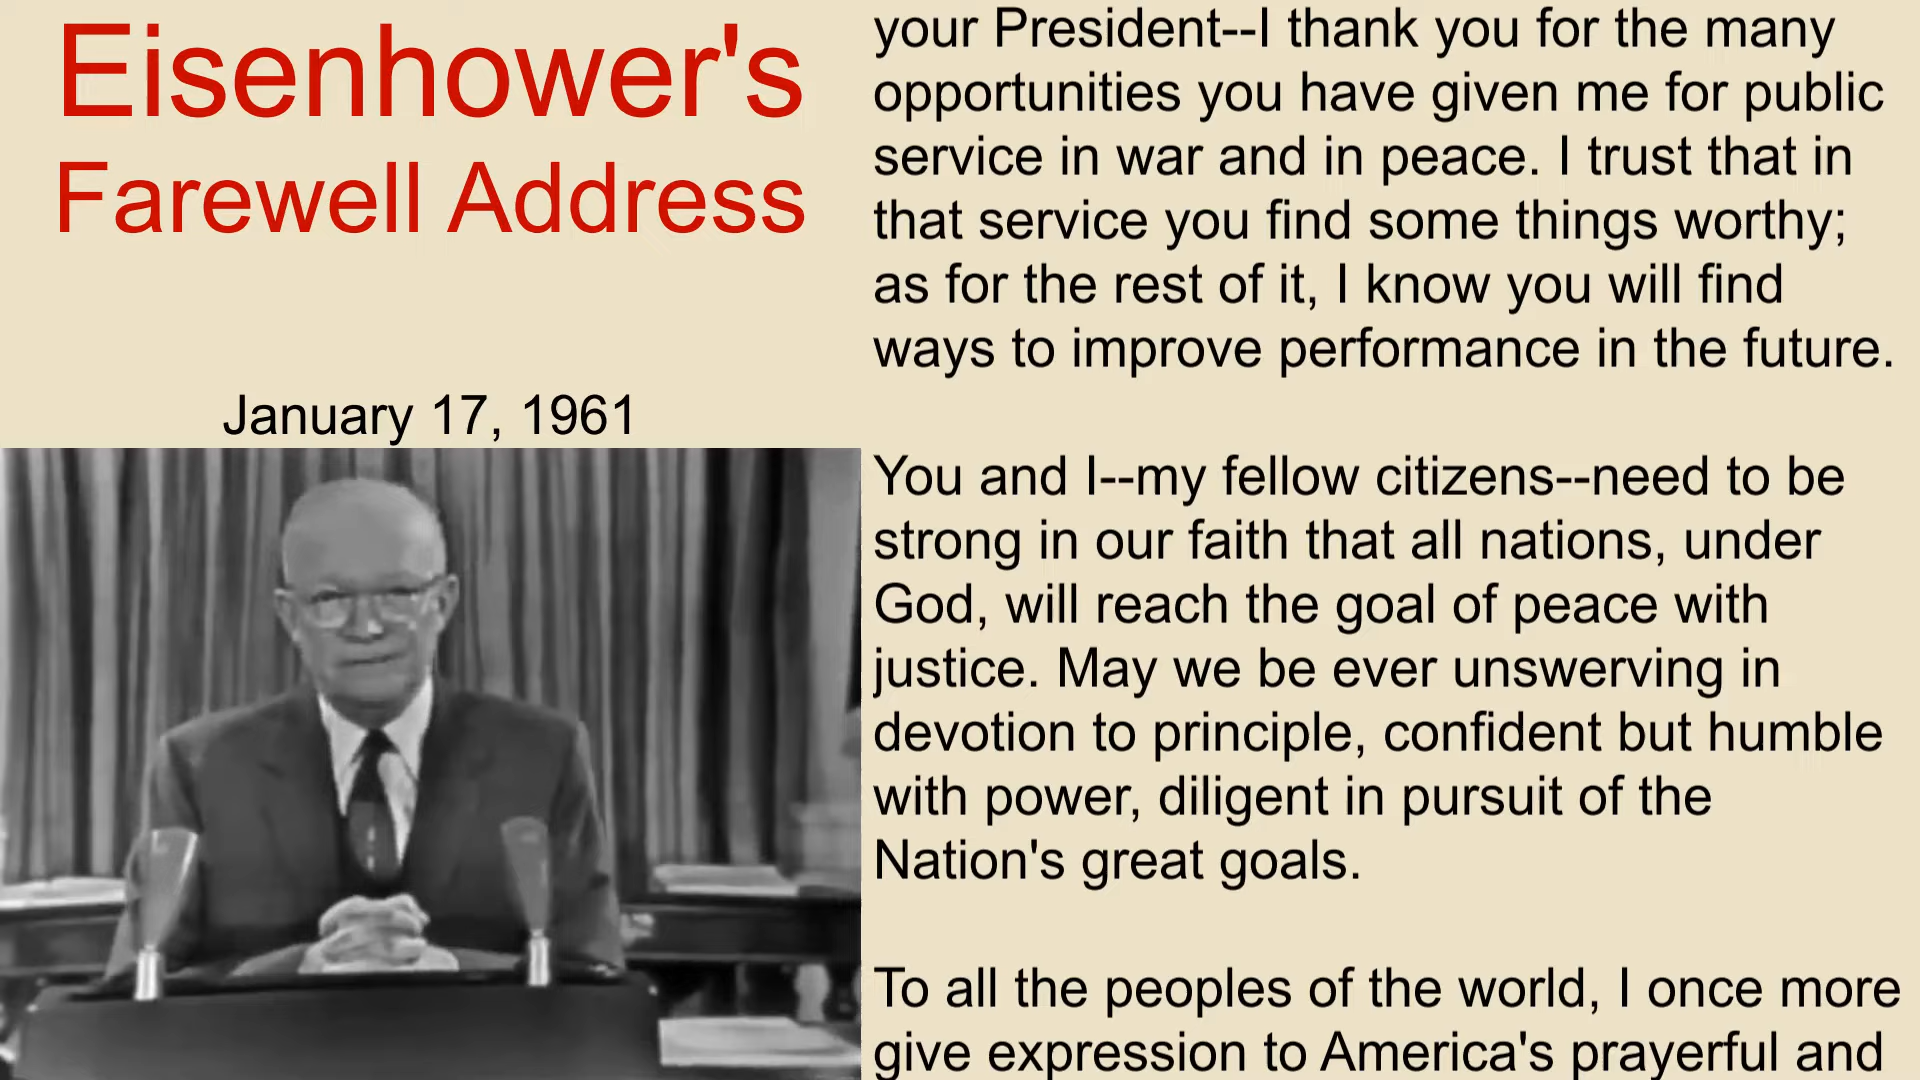 Eisenhower's
Farewell Address
January 17, 1961
your President--I thank you for the many
opportunities you have given me for public
service in war and in peace. I trust that in
that service you find some things worthy;
as for the rest of it, I know you will find
ways to improve performance in the future.
You and I--my fellow citizens--need to be
strong in our faith that all nations, under
God, will reach the goal of peace with
justice. May we be ever unswerving in
devotion to principle, confident but humble
with power, diligent in pursuit of the
Nation's great goals.
To all the peoples of the world, I once more
give expression to America's prayerful and